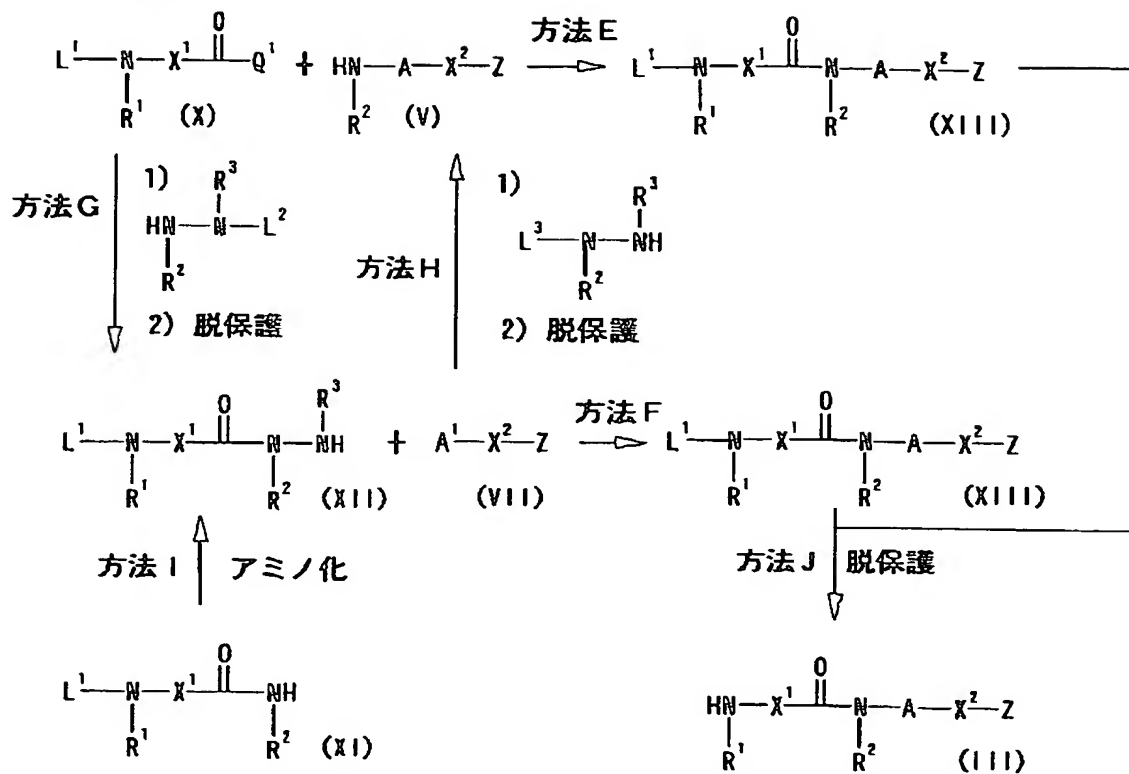 O
L¹—N—X¹—Q¹ + HN—A—X²—Z 方法E L¹—N—X¹—N—A—X²—Z
O
R¹ (X) R² (V) R¹ R² (XIII)
方法G 1) R³ HN—N—L² R² 2) 脱保護
方法H 1) R³ L³—N—NH R² 2) 脱保護
O R³
L¹—N—X¹—N—NH + A¹—X²—Z 方法F L¹—N—X¹—N—A—X²—Z
O
R¹ R² (XII) (VII) R¹ R² (XIII)
方法I アミノ化 方法J 脱保護
O
L¹—N—X¹—NH HN—X¹—N—A—X²—Z
O
R¹ R² (XI) R¹ R² (III)